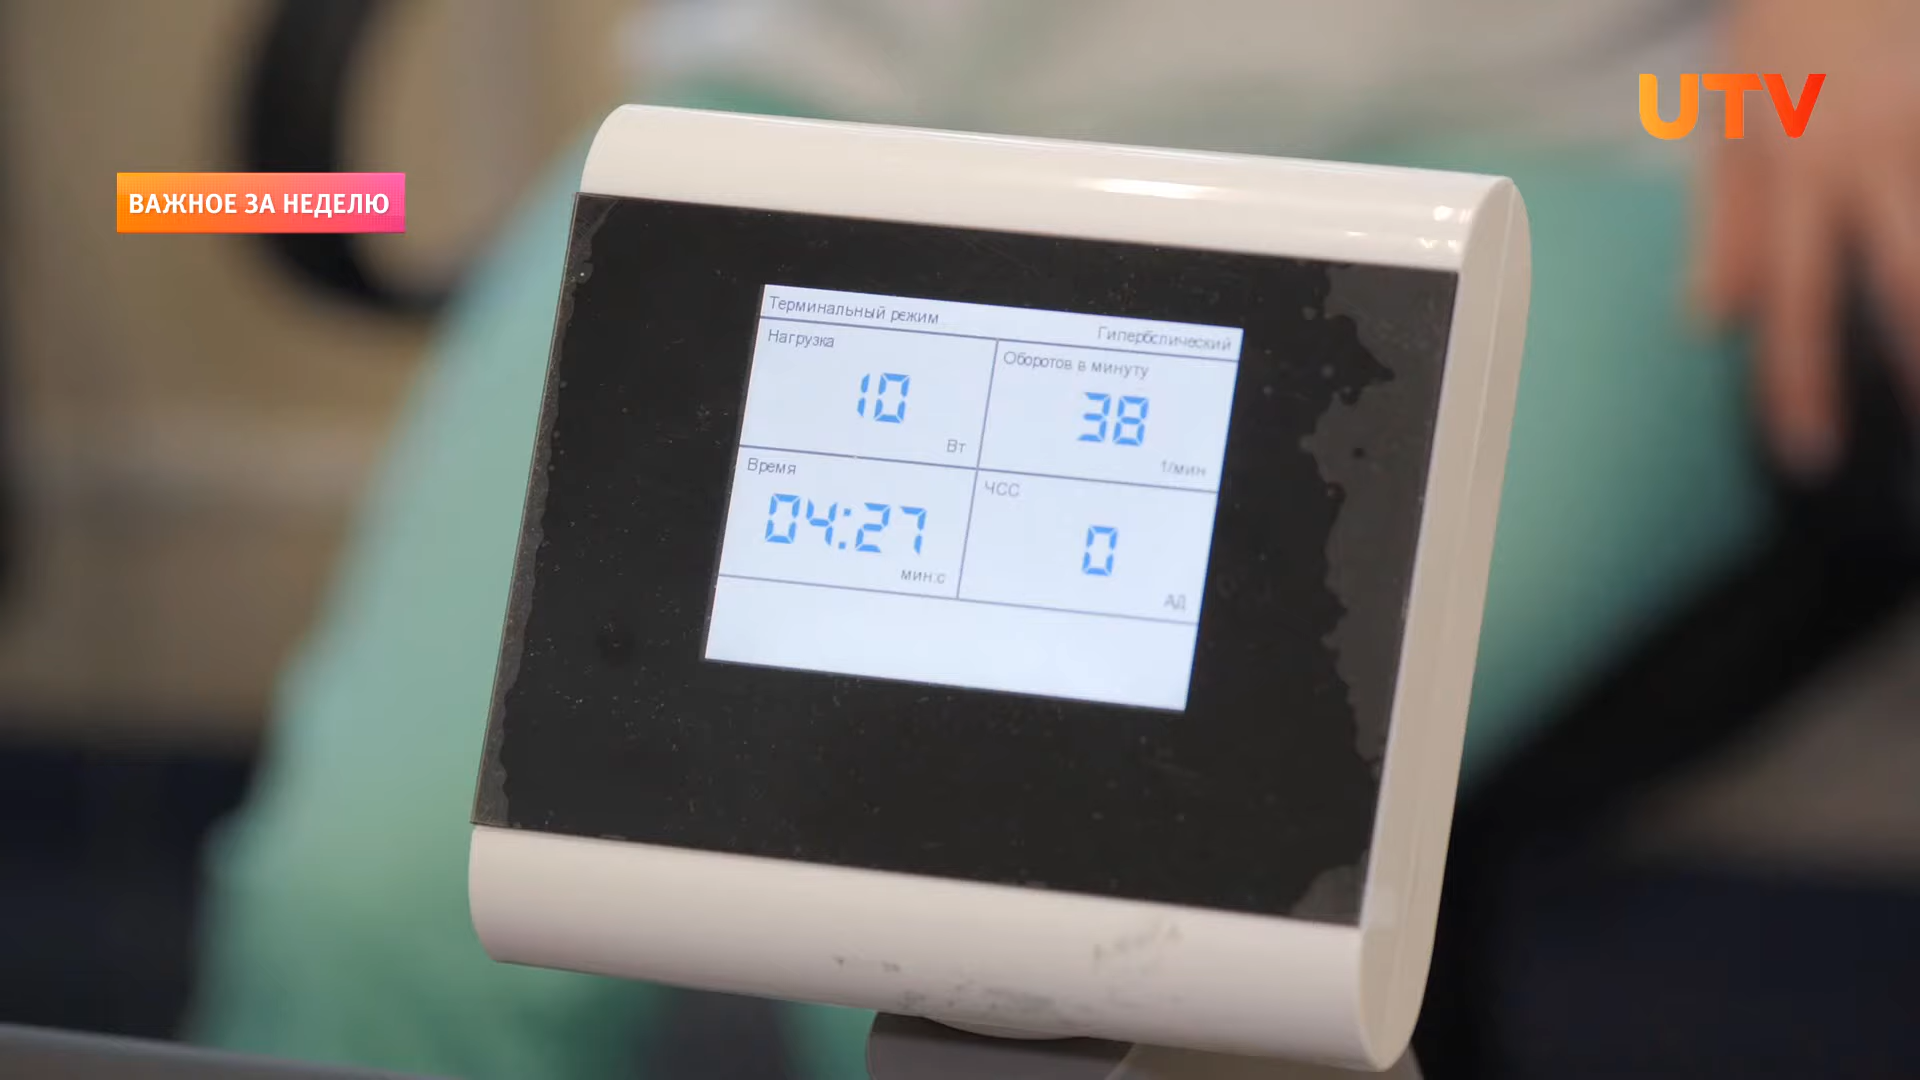 UTV
ВАЖНОЕ ЗА НЕДЕЛЮ
Терминальный режим
Гиперболический
Нагрузка
10
Вт
Оборотов в минуту
38
1/мин
Время
04:27
мин:с
ЧСС
0
АД